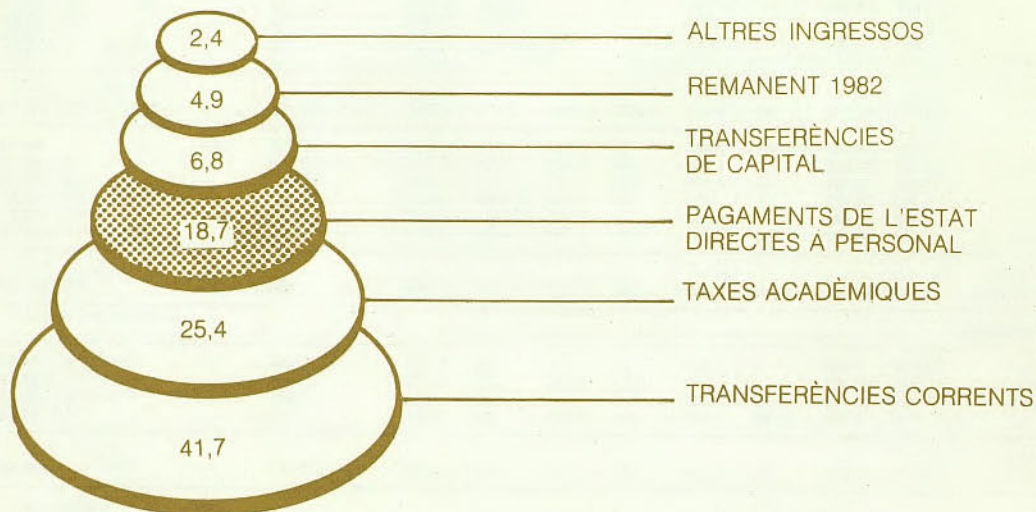 2,4 ALTRES INGRESSOS
4,9 REMANENT 1982
6,8 TRANSFERÈNCIES
DE CAPITAL
18,7 PAGAMENTS DE L'ESTAT
DIRECTES A PERSONAL
25,4 TAXES ACADÈMIQUES
41,7 TRANSFERÈNCIES CORRENTS